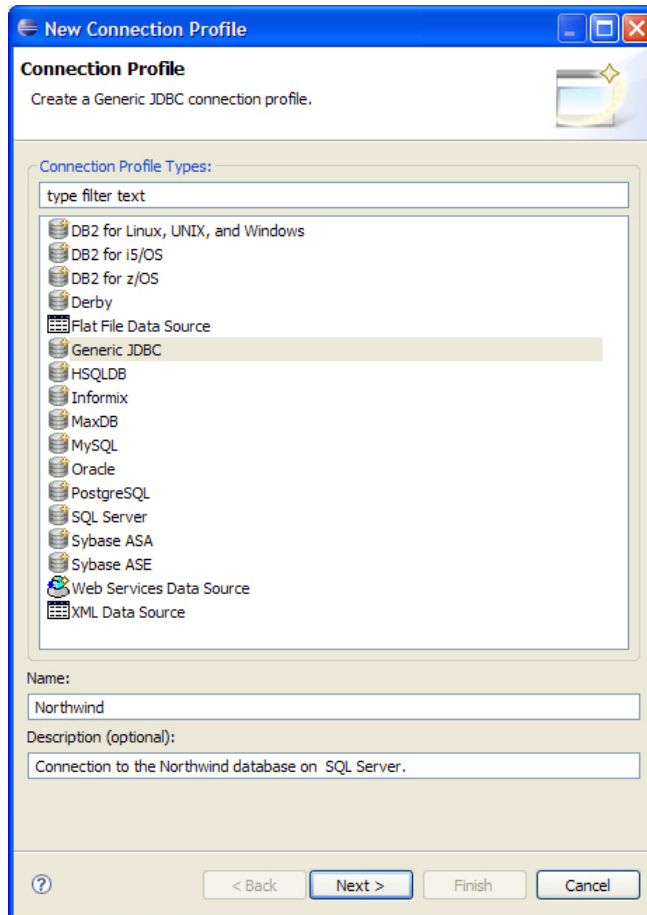 New Connection Profile
Connection Profile
Create a Generic JDBC connection profile.
Connection Profile Types:
type filter text
DB2 for Linux, UNIX, and Windows
DB2 for i5/OS
DB2 for z/OS
Derby
Flat File Data Source
Generic JDBC
HSQLDB
Informix
MaxDB
MySQL
Oracle
PostgreSQL
SQL Server
Sybase ASA
Sybase ASE
Web Services Data Source
XML Data Source
Name:
Northwind
Description (optional):
Connection to the Northwind database on  SQL Server.
? < Back Next > Finish Cancel